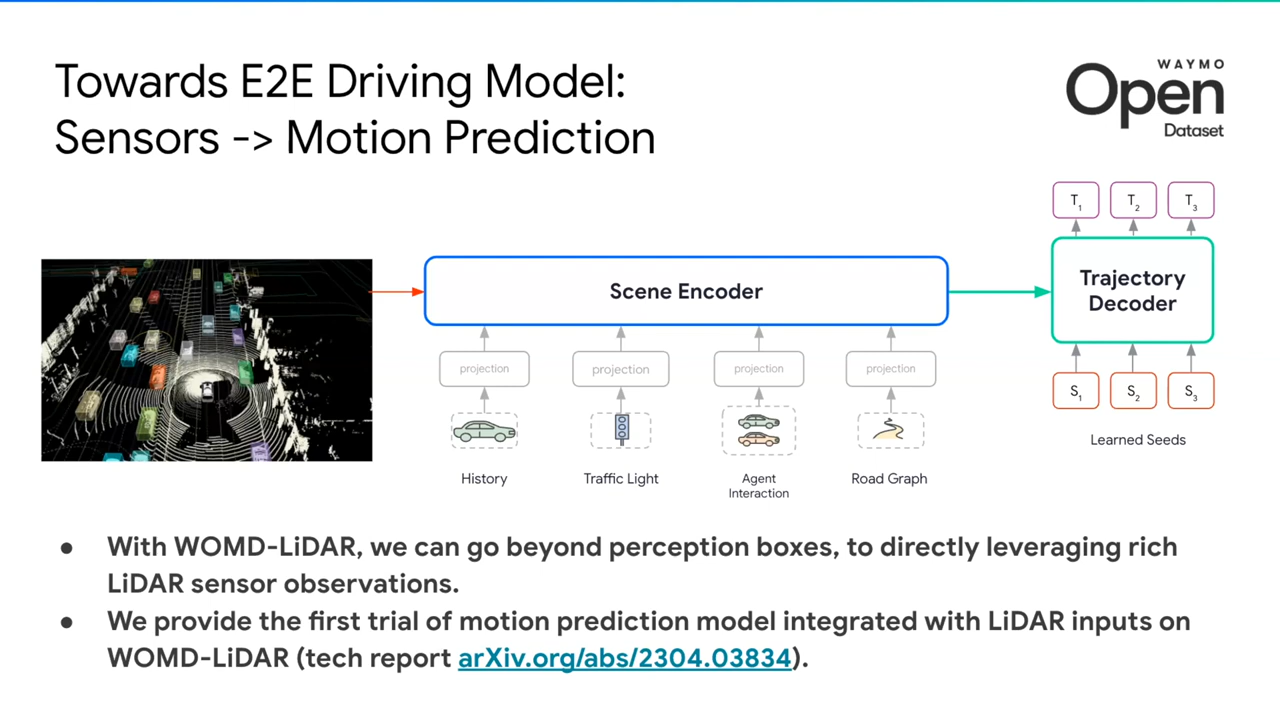 Towards E2E Driving Model:
Sensors -> Motion Prediction
WAYMO
Open
Dataset
T1 T2 T3
Scene Encoder
Trajectory
Decoder
projection projection projection projection
S1 S2 S3
Learned Seeds
History Traffic Light Agent Interaction Road Graph
● With WOMD-LiDAR, we can go beyond perception boxes, to directly leveraging rich
LiDAR sensor observations.
● We provide the first trial of motion prediction model integrated with LiDAR inputs on
WOMD-LiDAR (tech report arXiv.org/abs/2304.03834).